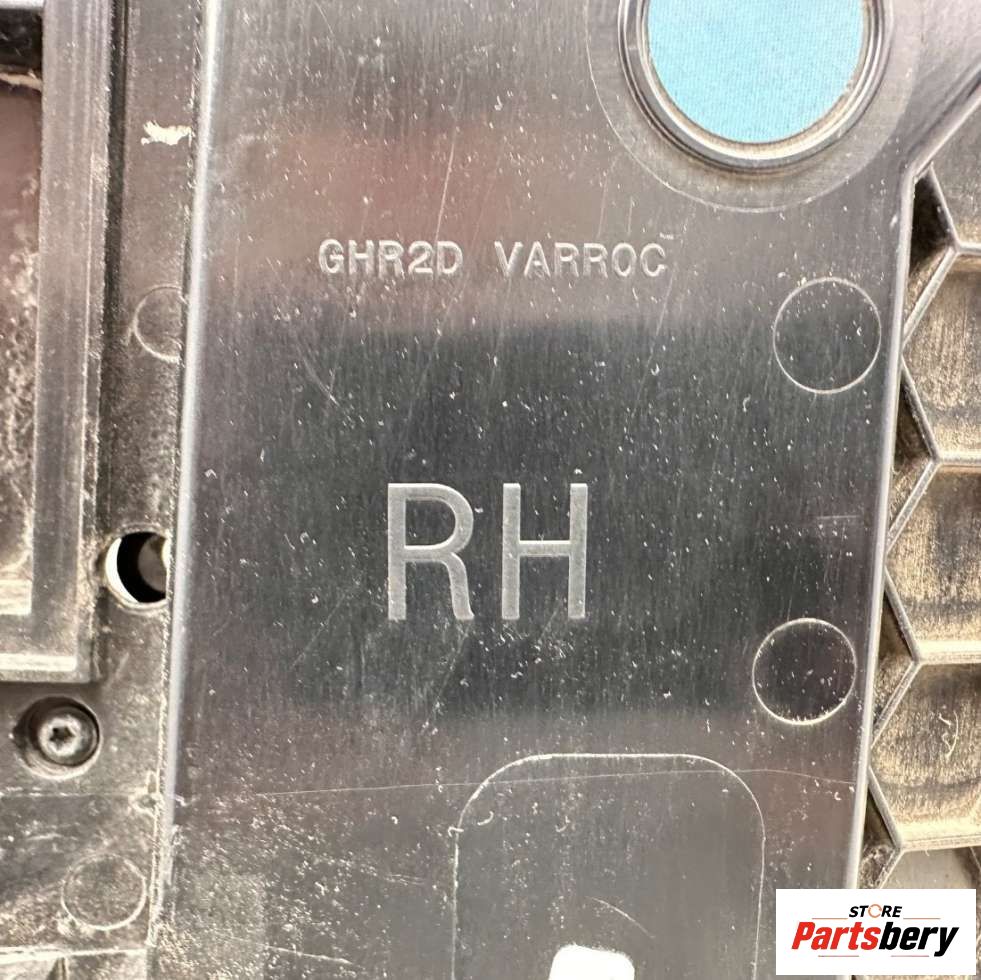 GHR2D VARROC
RH
STORE
Partsbery